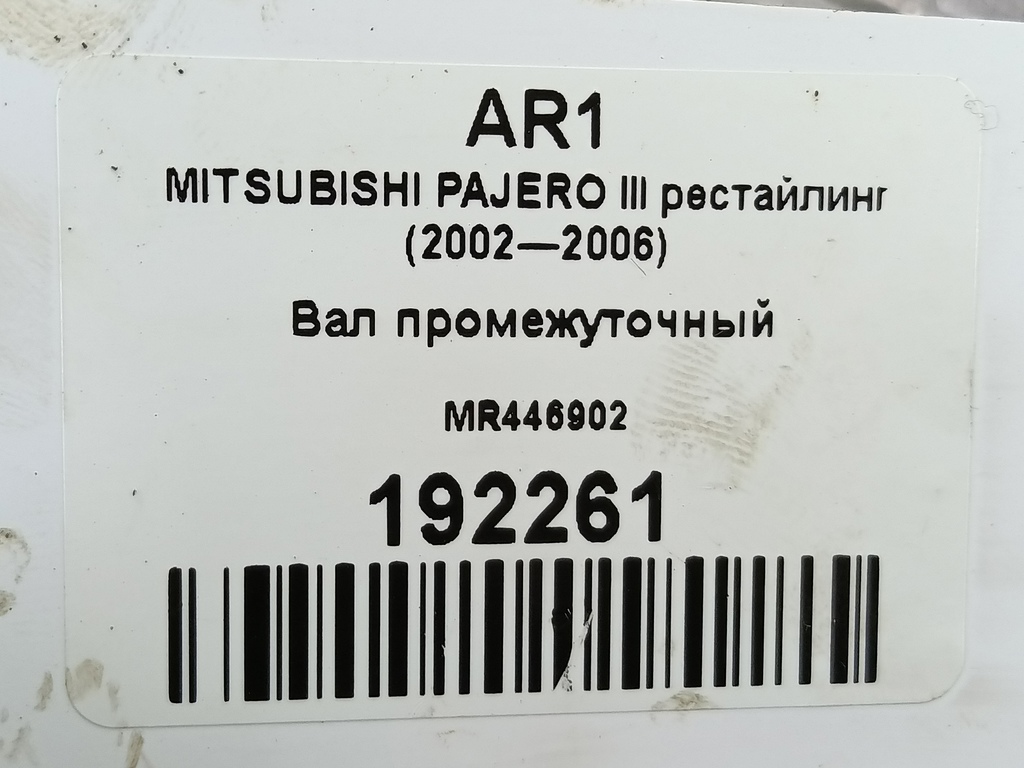 AR1
MITSUBISHI PAJERO III рестайлинг
(2002—2006)
Вал промежуточный
MR446902
192261